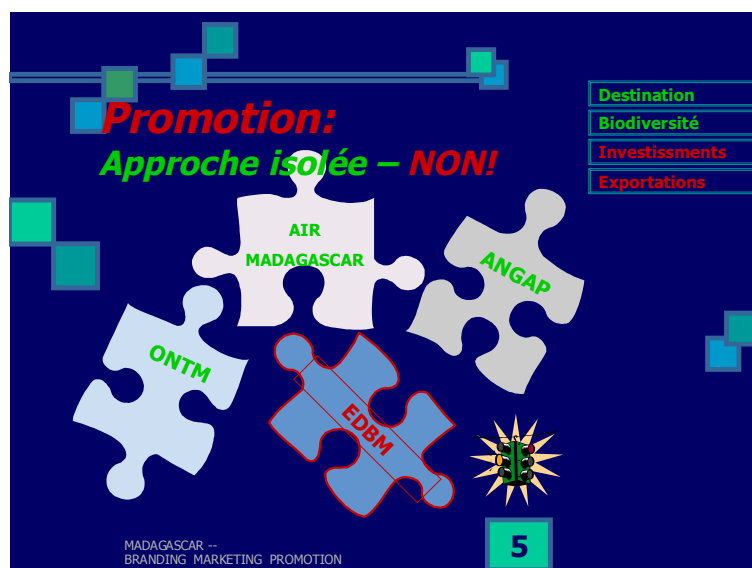 Promotion:
Approche isolée – NON!
Destination
Biodiversité
Investissments
Exportations
AIR
MADAGASCAR
ANGAP
ONTM
EDBM
MADAGASCAR --
BRANDING MARKETING PROMOTION
5